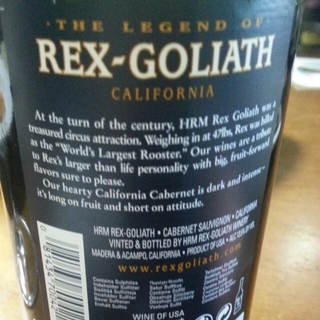 • THE LEGEND OF •
REX-GOLIATH
CALIFORNIA
At the turn of the century, HRM Rex Goliath was a
treasured circus attraction. Weighing in at 47lbs, Rex was billed
as the "World's Largest Rooster." Our wines are a tribute
to Rex's larger than life personality with big, fruit-forward
flavors sure to please.
Our hearty California Cabernet is dark and intense -
it's long on fruit and short on attitude.
HRM REX-GOLIATH • CABERNET SAUVIGNON • CALIFORNIA
VINTED & BOTTLED BY HRM REX-GOLIATH WINERY
MADERA & ACAMPO, CALIFORNIA • PRODUCT OF USA •
www.rexgoliath.com
Contains Sulphites
Contains Sulfites
WINE OF USA